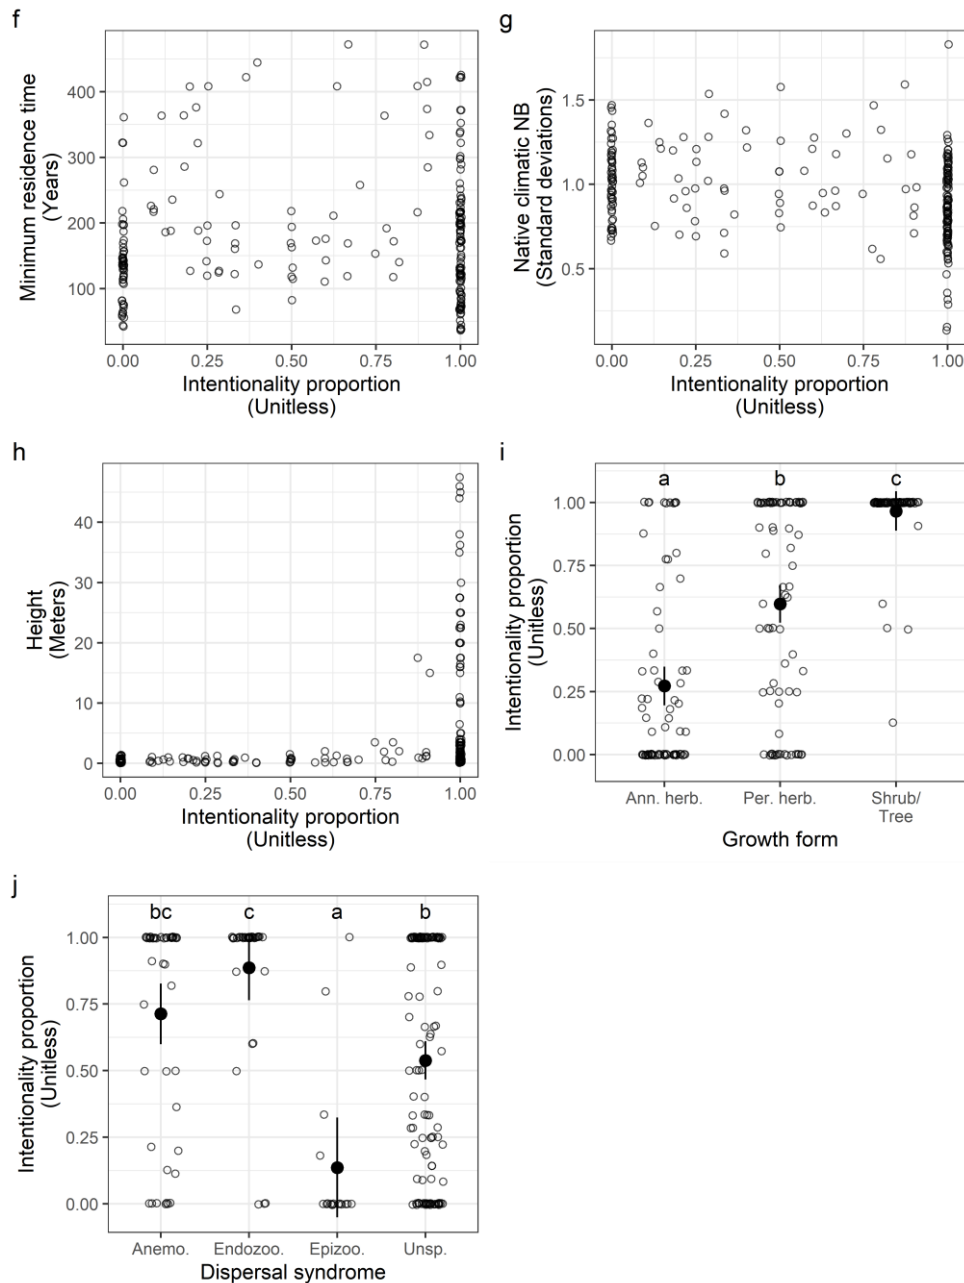 f
Minimum residence time
(Years)
400
300
200
100
0.00 0.25 0.50 0.75 1.00
Intentionality proportion
(Unitless)
g
Native climatic NB
(Standard deviations)
1.5
1.0
0.5
0.00 0.25 0.50 0.75 1.00
Intentionality proportion
(Unitless)
h
Height
(Meters)
40
30
20
10
0
0.00 0.25 0.50 0.75 1.00
Intentionality proportion
(Unitless)
i
Intentionality proportion
(Unitless)
a b c
1.00
0.75
0.50
0.25
0.00
Ann. herb. Per. herb. Shrub/
Tree
Growth form
j
Intentionality proportion
(Unitless)
bc c a b
1.00
0.75
0.50
0.25
0.00
Anemo. Endozoo. Epizoo. Unsp.
Dispersal syndrome